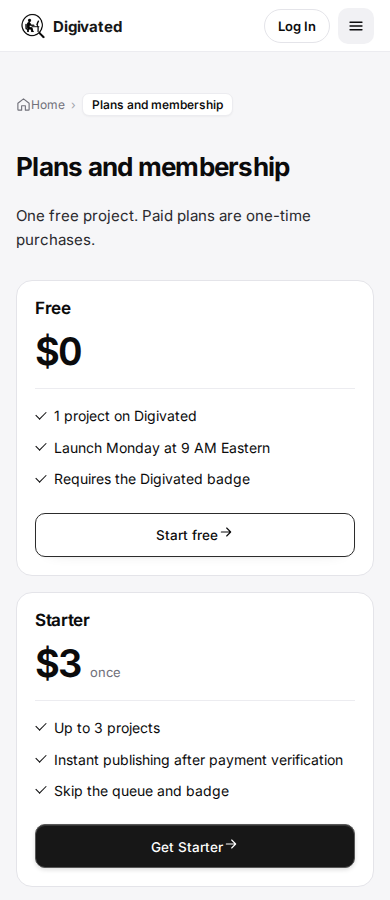 Digivated
Log In
Home › Plans and membership
Plans and membership
One free project. Paid plans are one-time
purchases.
Free
$0
1 project on Digivated
Launch Monday at 9 AM Eastern
Requires the Digivated badge
Start free →
Starter
$3 once
Up to 3 projects
Instant publishing after payment verification
Skip the queue and badge
Get Starter →